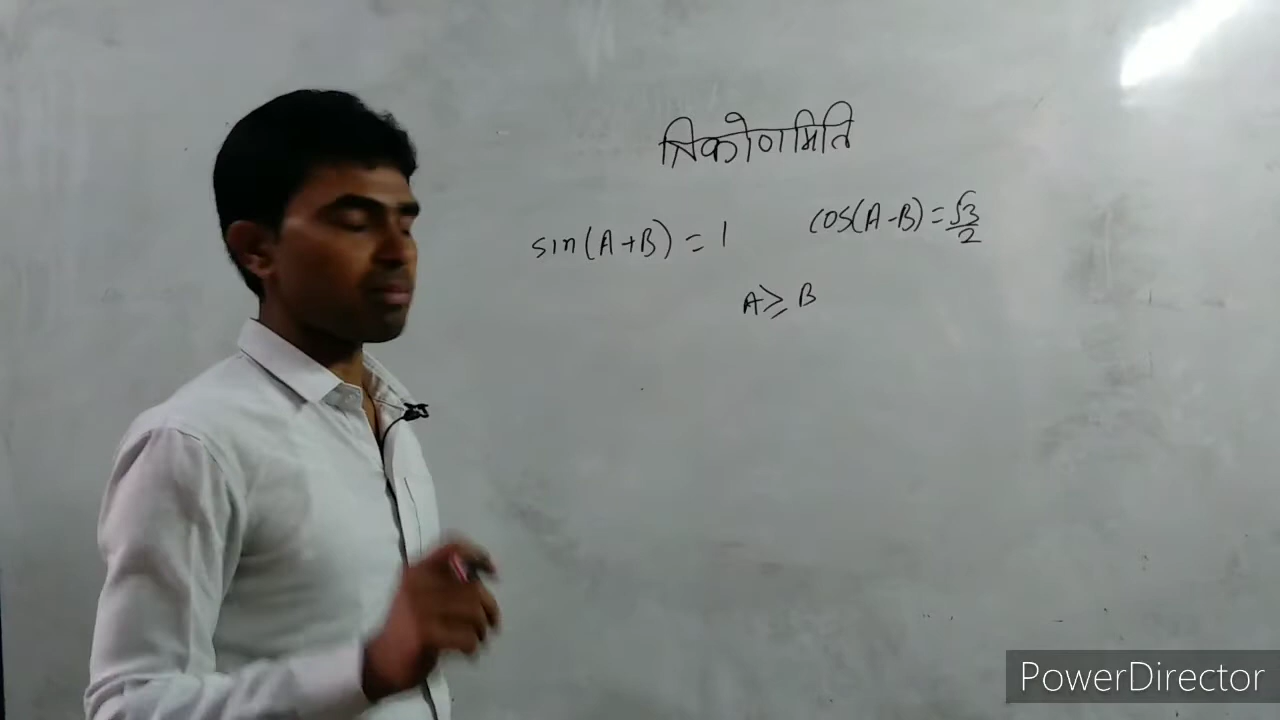 त्रिकोणमिति
sin(A+B) = 1 cos(A-B) = √3/2
A ≥ B
PowerDirector